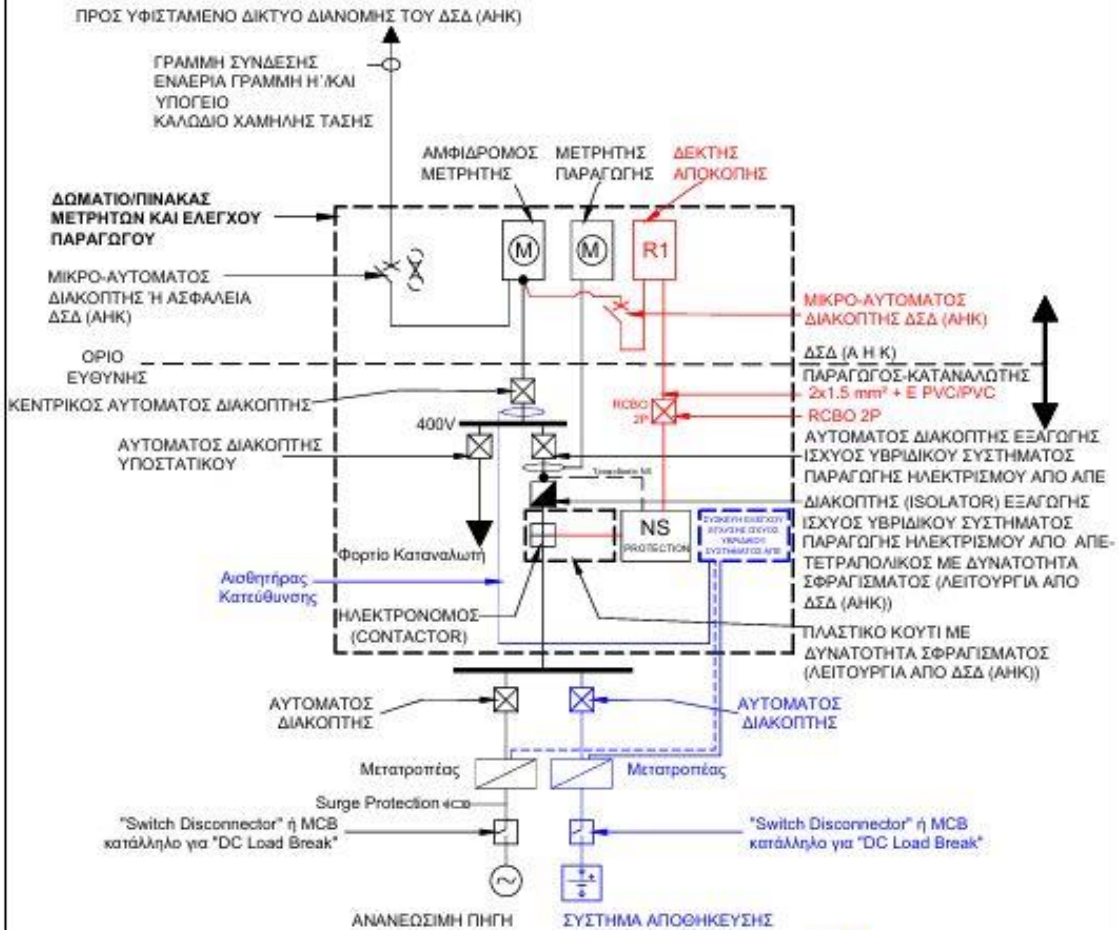 ΠΡΟΣ ΥΦΙΣΤΑΜΕΝΟ ΔΙΚΤΥΟ ΔΙΑΝΟΜΗΣ ΤΟΥ ΔΣΔ (ΑΗΚ)
ΓΡΑΜΜΗ ΣΥΝΔΕΣΗΣ
ΕΝΑΕΡΙΑ ΓΡΑΜΜΗ Η΄/ΚΑΙ
ΥΠΟΓΕΙΟ
ΚΑΛΩΔΙΟ ΧΑΜΗΛΗΣ ΤΑΣΗΣ
ΑΜΦΙΔΡΟΜΟΣ
ΜΕΤΡΗΤΗΣ
ΜΕΤΡΗΤΗΣ
ΠΑΡΑΓΩΓΗΣ
ΔΕΚΤΗΣ
ΑΠΟΚΟΠΗΣ
ΔΩΜΑΤΙΟ/ΠΙΝΑΚΑΣ
ΜΕΤΡΗΤΩΝ ΚΑΙ ΕΛΕΓΧΟΥ
ΠΑΡΑΓΩΓΟΥ
M
M
R1
ΜΙΚΡΟ-ΑΥΤΟΜΑΤΟΣ
ΔΙΑΚΟΠΤΗΣ Ή ΑΣΦΑΛΕΙΑ
ΔΣΔ (ΑΗΚ)
ΜΙΚΡΟ-ΑΥΤΟΜΑΤΟΣ
ΔΙΑΚΟΠΤΗΣ ΔΣΔ (ΑΗΚ)
ΟΡΙΟ
ΕΥΘΥΝΗΣ
ΔΣΔ (Α Η Κ)
ΠΑΡΑΓΩΓΟΣ-ΚΑΤΑΝΑΛΩΤΗΣ
2x1.5 mm² + E PVC/PVC
RCBO
2P
RCBO 2P
ΚΕΝΤΡΙΚΟΣ ΑΥΤΟΜΑΤΟΣ ΔΙΑΚΟΠΤΗΣ
400V
ΑΥΤΟΜΑΤΟΣ ΔΙΑΚΟΠΤΗΣ
ΥΠΟΣΤΑΤΙΚΟΥ
ΑΥΤΟΜΑΤΟΣ ΔΙΑΚΟΠΤΗΣ ΕΞΑΓΩΓΗΣ
ΙΣΧΥΟΣ ΥΒΡΙΔΙΚΟΥ ΣΥΣΤΗΜΑΤΟΣ
ΠΑΡΑΓΩΓΗΣ ΗΛΕΚΤΡΙΣΜΟΥ ΑΠΟ ΑΠΕ
ΔΙΑΚΟΠΤΗΣ (ISOLATOR) ΕΞΑΓΩΓΗΣ
ΙΣΧΥΟΣ ΥΒΡΙΔΙΚΟΥ ΣΥΣΤΗΜΑΤΟΣ
ΠΑΡΑΓΩΓΗΣ ΗΛΕΚΤΡΙΣΜΟΥ ΑΠΟ ΑΠΕ-
ΤΕΤΡΑΠΟΛΙΚΟΣ ΜΕ ΔΥΝΑΤΟΤΗΤΑ
ΣΦΡΑΓΙΣΜΑΤΟΣ (ΛΕΙΤΟΥΡΓΙΑ ΑΠΟ
ΔΣΔ (ΑΗΚ))
NS
PROTECTION
ΣΥΣΚΕΥΗ ΕΛΕΓΧΟΥ
ΙΣΧΥΟΣ
ΥΒΡΙΔΙΚΟΥ
ΣΥΣΤΗΜΑΤΟΣ ΑΠΕ
Φορτίο Καταναλωτή
Αισθητήρας
Κατεύθυνσης
ΗΛΕΚΤΡΟΝΟΜΟΣ
(CONTACTOR)
ΠΛΑΣΤΙΚΟ ΚΟΥΤΙ ΜΕ
ΔΥΝΑΤΟΤΗΤΑ ΣΦΡΑΓΙΣΜΑΤΟΣ
(ΛΕΙΤΟΥΡΓΙΑ ΑΠΟ ΔΣΔ (ΑΗΚ))
ΑΥΤΟΜΑΤΟΣ
ΔΙΑΚΟΠΤΗΣ
ΑΥΤΟΜΑΤΟΣ
ΔΙΑΚΟΠΤΗΣ
Μετατροπέας
Μετατροπέας
Surge Protection
"Switch Disconnector" ή MCB
κατάλληλο για "DC Load Break"
"Switch Disconnector" ή MCB
κατάλληλο για "DC Load Break"
ΑΝΑΝΕΩΣΙΜΗ ΠΗΓΗ
ΣΥΣΤΗΜΑ ΑΠΟΘΗΚΕΥΣΗΣ